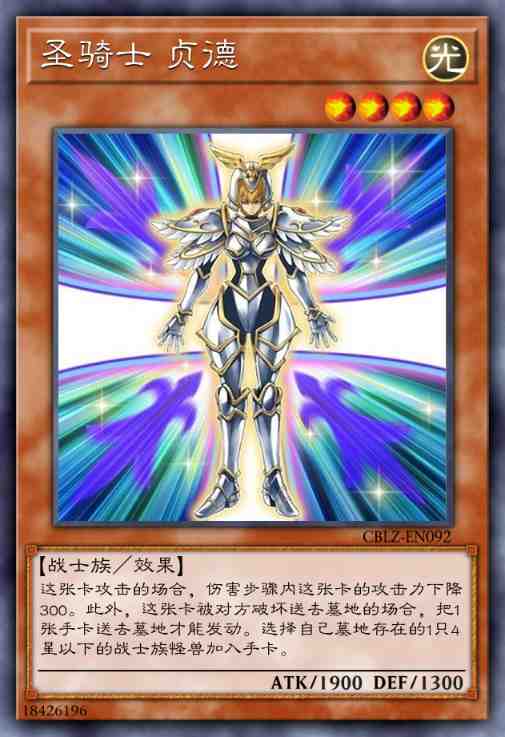 圣骑士 贞德
光
CBLZ-EN092
【战士族／效果】
这张卡攻击的场合，伤害步骤内这张卡的攻击力下降
300。此外，这张卡被对方破坏送去墓地的场合，把1
张手卡送去墓地才能发动。选择自己墓地存在的1只4
星以下的战士族怪兽加入手卡。
ATK/1900 DEF/1300
18426196